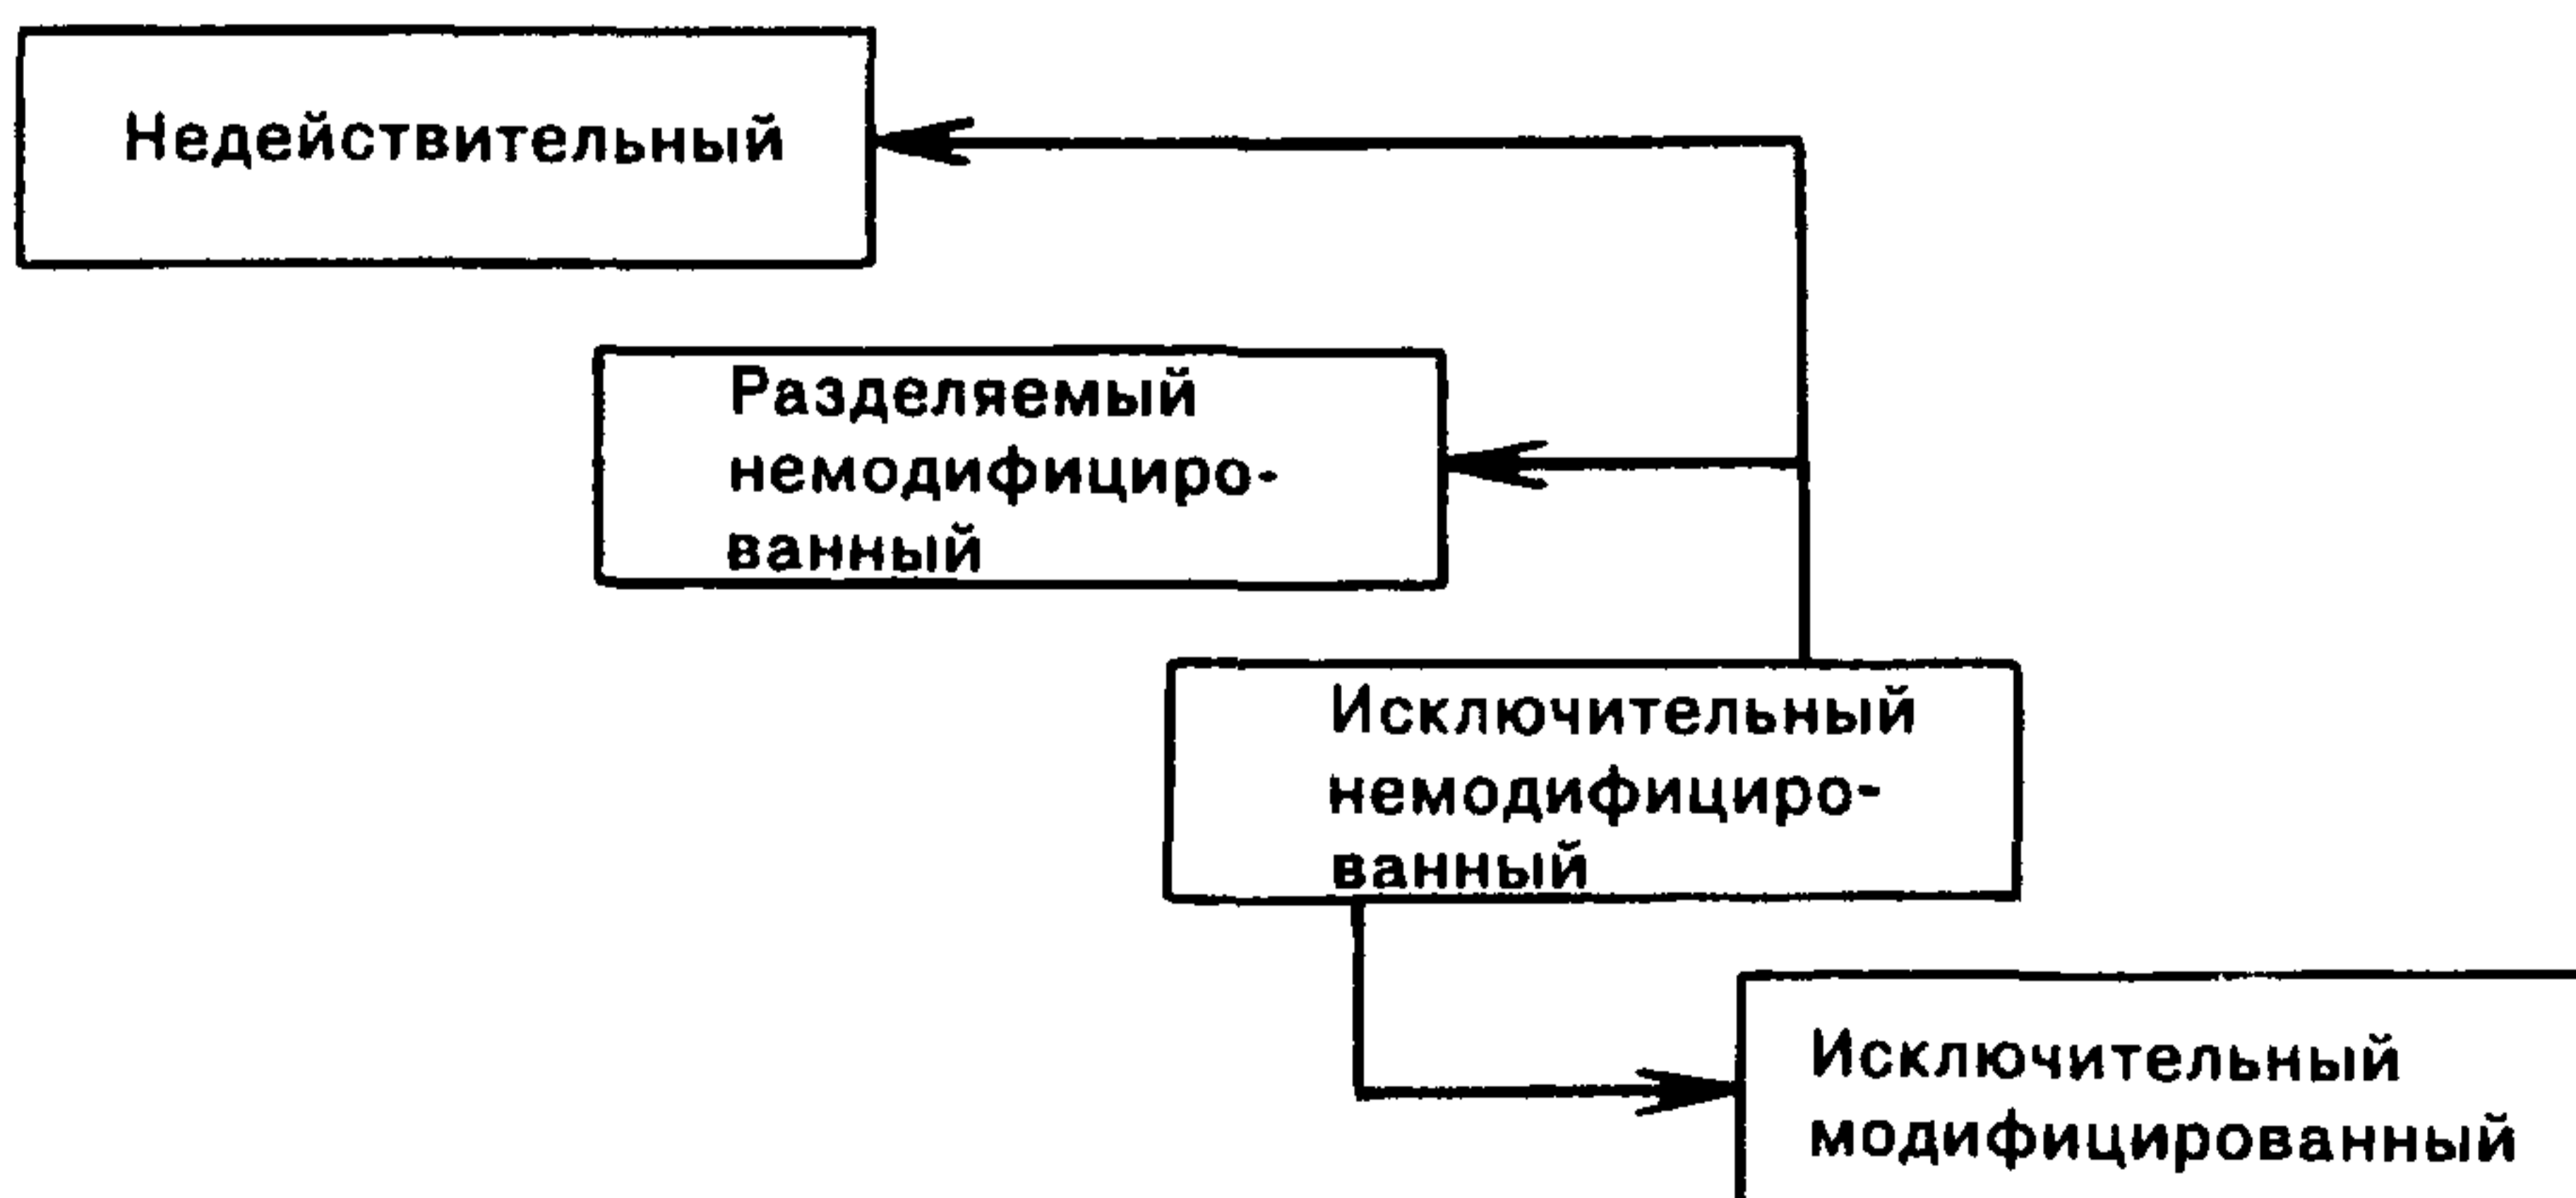 Недействительный
Разделяемый
немодифициро-
ванный
Исключительный
немодифициро-
ванный
Исключительный
модифицированный